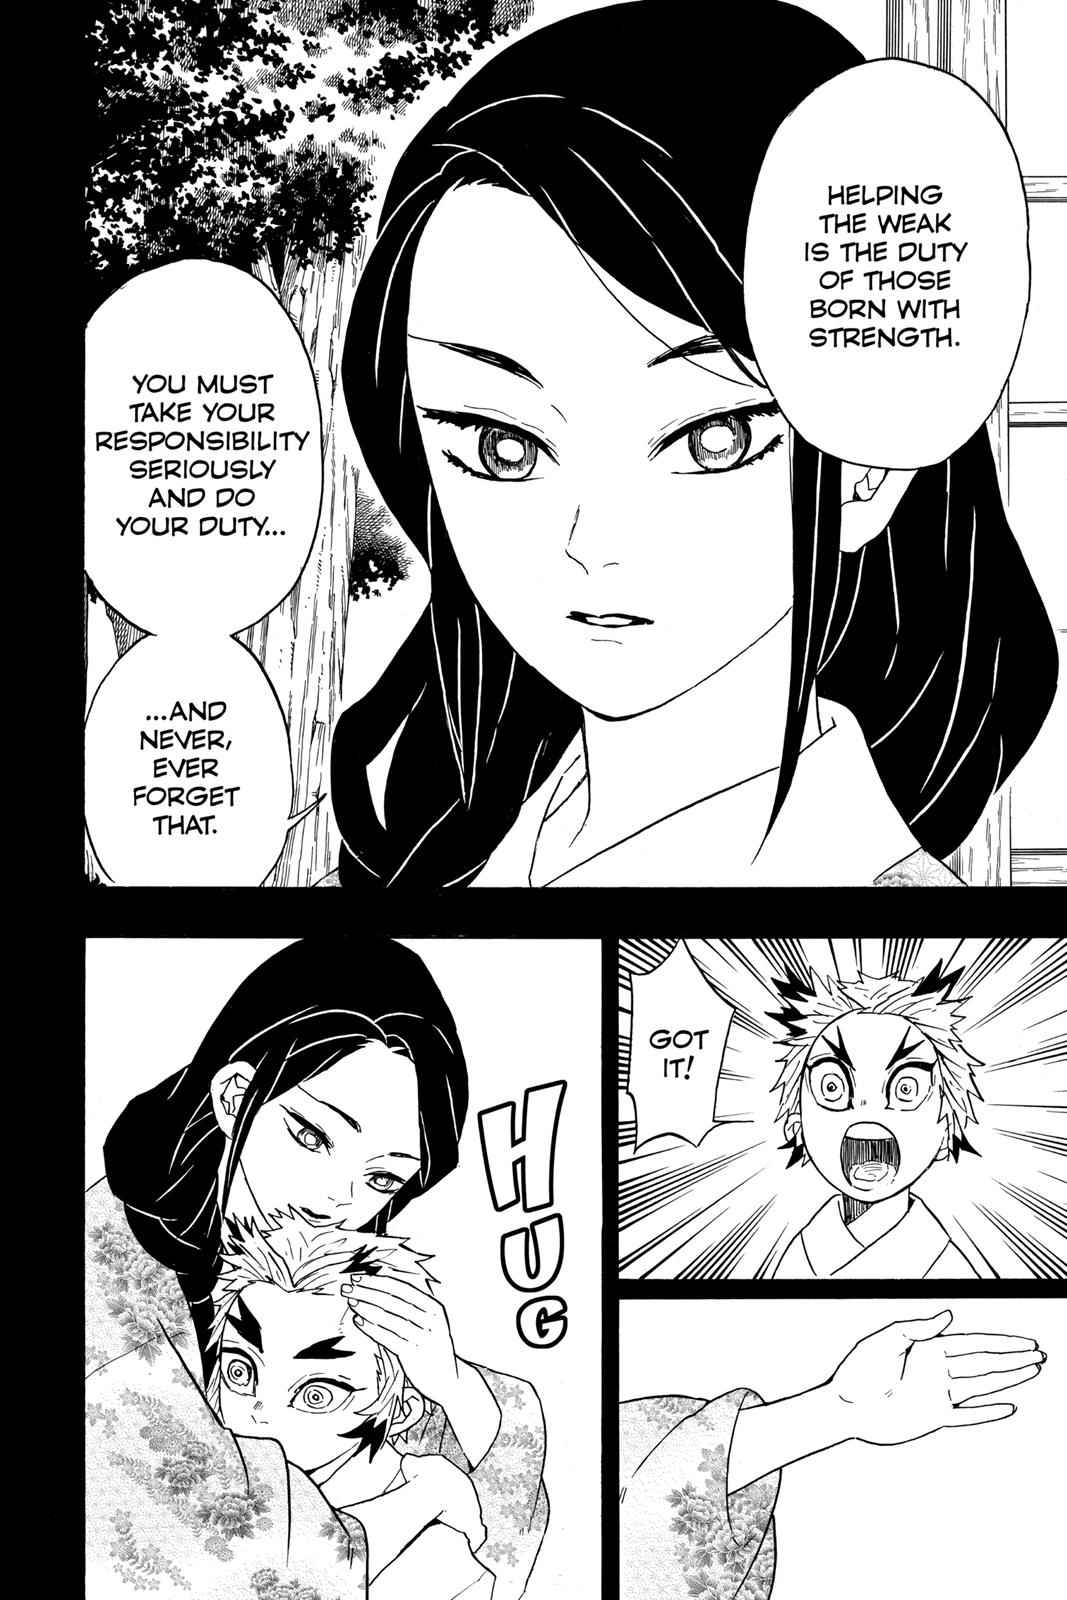 HELPING
THE WEAK
IS THE DUTY
OF THOSE
BORN WITH
STRENGTH.
YOU MUST
TAKE YOUR
RESPONSIBILITY
SERIOUSLY
AND DO
YOUR DUTY...
...AND
NEVER,
EVER
FORGET
THAT.
GOT
IT!
HUG